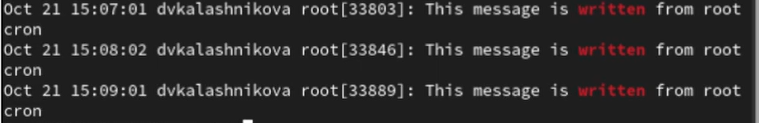 Oct 21 15:07:01 dvkalashnikova root[33803]: This message is written from root
cron
Oct 21 15:08:02 dvkalashnikova root[33846]: This message is written from root
cron
Oct 21 15:09:01 dvkalashnikova root[33889]: This message is written from root
cron